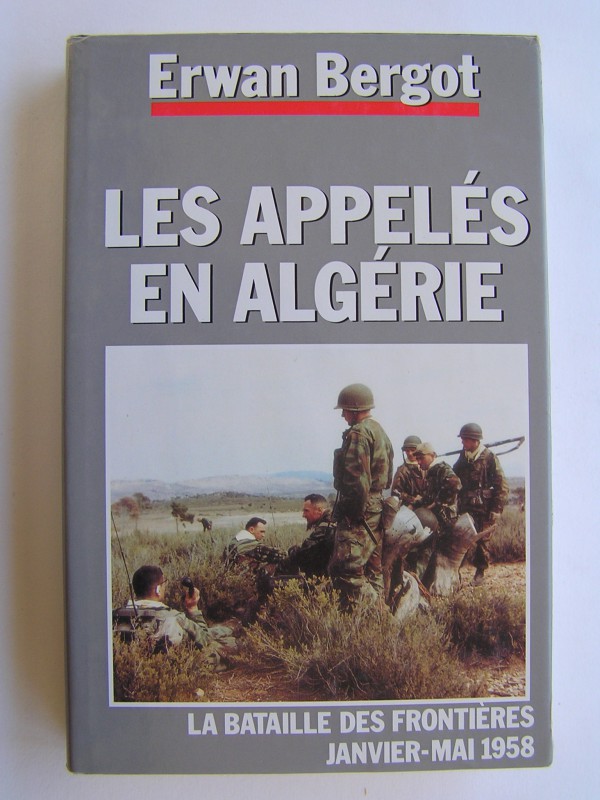 Erwan Bergot
LES APPELÉS
EN ALGÉRIE
LA BATAILLE DES FRONTIÈRES
JANVIER-MAI 1958